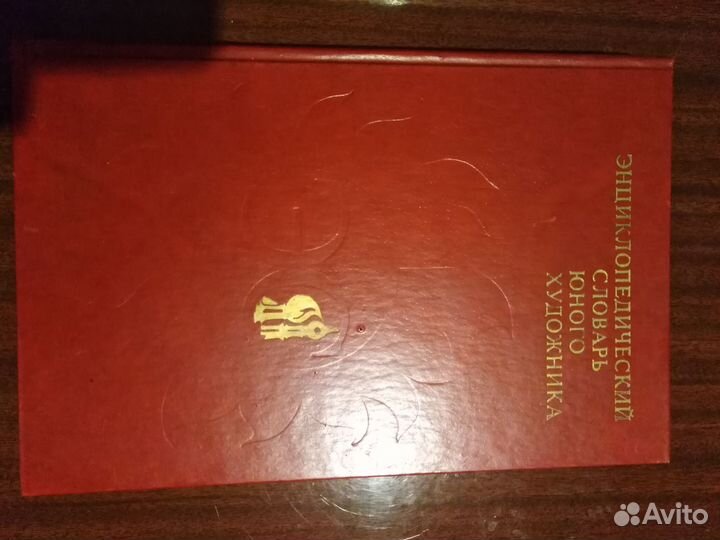 ЭНЦИКЛОПЕДИЧЕСКИЙ
СЛОВАРЬ
ЮНОГО
ХУДОЖНИКА
Avito